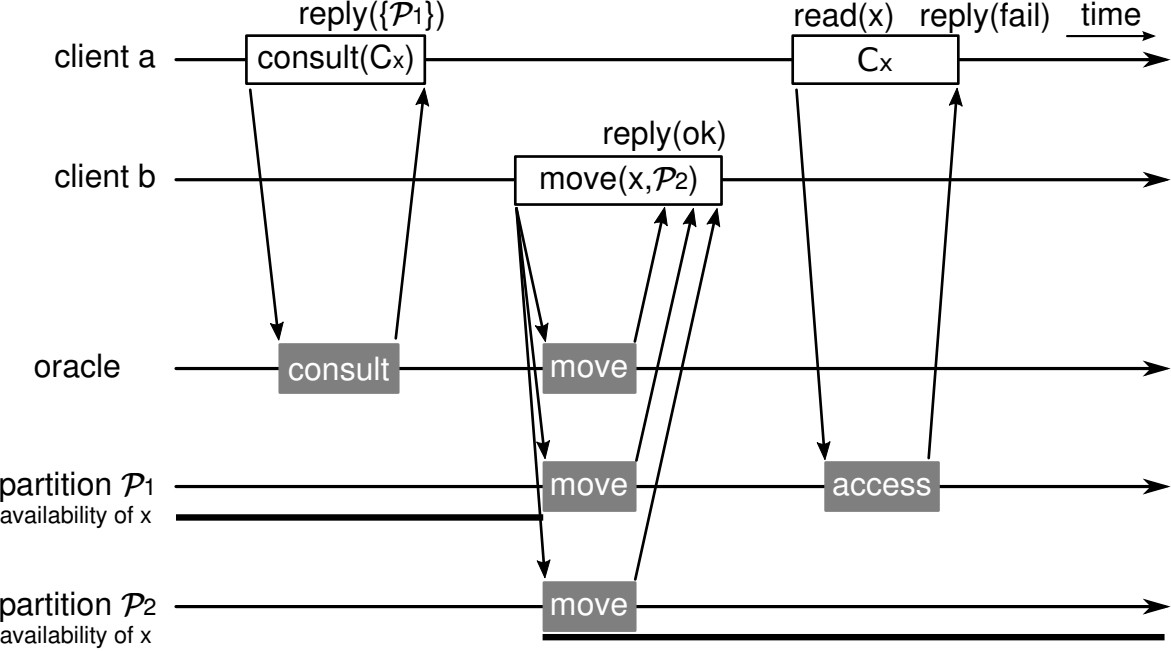 reply({𝒫1}) read(x) reply(fail) time
client a consult(Cx) Cx
reply(ok)
client b move(x,𝒫2)
oracle consult move
partition 𝒫1 move access
availability of x
partition 𝒫2 move
availability of x